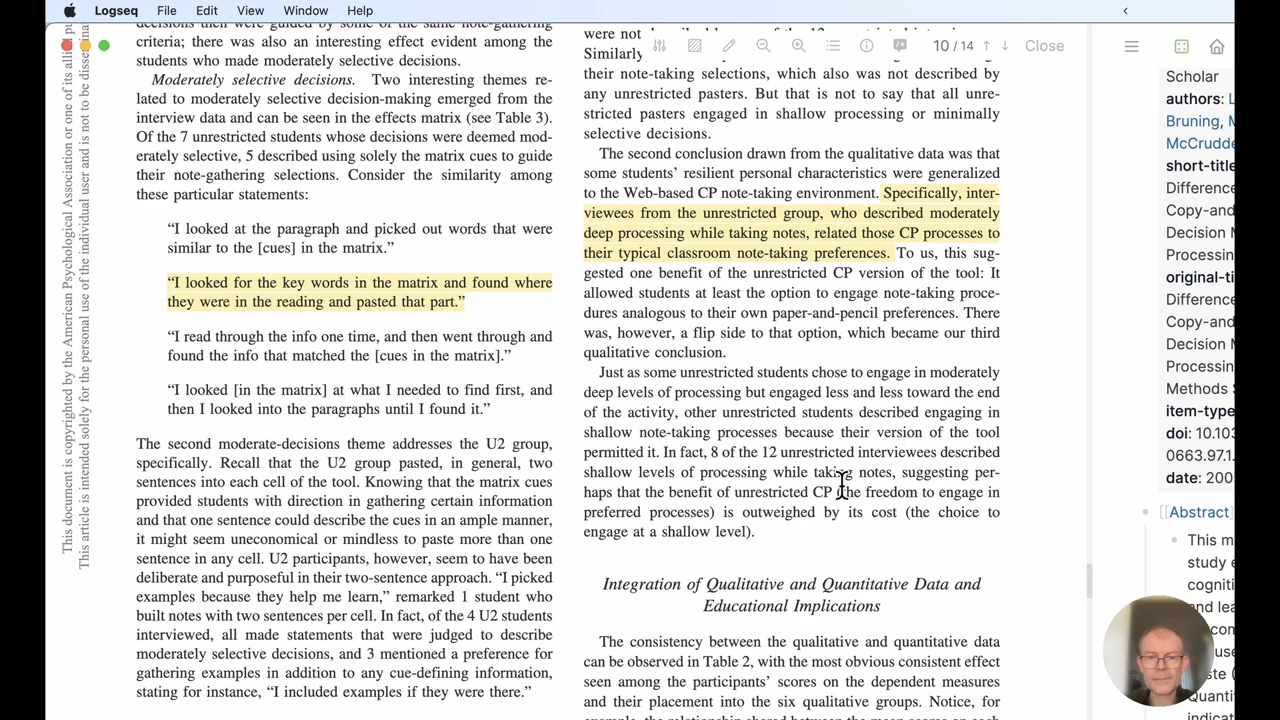 Logseq File Edit View Window Help
10 / 14 Close
This document is copyrighted by the American Psychological Association or one of its allied pu
This article is intended solely for the personal use of the individual user and is not to be dissemina
criteria; there was also an interesting effect evident among the
students who made moderately selective decisions.
Moderately selective decisions. Two interesting themes re-
lated to moderately selective decision-making emerged from the
interview data and can be seen in the effects matrix (see Table 3).
Of the 7 unrestricted students whose decisions were deemed mod-
erately selective, 5 described using solely the matrix cues to guide
their note-gathering selections. Consider the similarity among
these particular statements:
“I looked at the paragraph and picked out words that were
similar to the [cues] in the matrix.”
“I looked for the key words in the matrix and found where
they were in the reading and pasted that part.”
“I read through the info one time, and then went through and
found the info that matched the [cues in the matrix].”
“I looked [in the matrix] at what I needed to find first, and
then I looked into the paragraphs until I found it.”
The second moderate-decisions theme addresses the U2 group,
specifically. Recall that the U2 group pasted, in general, two
sentences into each cell of the tool. Knowing that the matrix cues
provided students with direction in gathering certain information
and that one sentence could describe the cues in an ample manner,
it might seem uneconomical or mindless to paste more than one
sentence in any cell. U2 participants, however, seem to have been
deliberate and purposeful in their two-sentence approach. “I picked
examples because they help me learn,” remarked 1 student who
built notes with two sentences per cell. In fact, of the 4 U2 students
interviewed, all made statements that were judged to describe
moderately selective decisions, and 3 mentioned a preference for
gathering examples in addition to any cue-defining information,
stating for instance, “I included examples if they were there.”
were not
Similarly
their note-taking selections, which also was not described by
any unrestricted pasters. But that is not to say that all unre-
stricted pasters engaged in shallow processing or minimally
selective decisions.
The second conclusion drawn from the qualitative data was that
some students’ resilient personal characteristics were generalized
to the Web-based CP note-taking environment. Specifically, inter-
viewees from the unrestricted group, who described moderately
deep processing while taking notes, related those CP processes to
their typical classroom note-taking preferences. To us, this sug-
gested one benefit of the unrestricted CP version of the tool: It
allowed students at least the option to engage note-taking proce-
dures analogous to their own paper-and-pencil preferences. There
was, however, a flip side to that option, which became our third
qualitative conclusion.
Just as some unrestricted students chose to engage in moderately
deep levels of processing but engaged less and less toward the end
of the activity, other unrestricted students described engaging in
shallow note-taking processes because their version of the tool
permitted it. In fact, 8 of the 12 unrestricted interviewees described
shallow levels of processing while taking notes, suggesting per-
haps that the benefit of unrestricted CP (the freedom to engage in
preferred processes) is outweighed by its cost (the choice to
engage at a shallow level).
Integration of Qualitative and Quantitative Data and
Educational Implications
The consistency between the qualitative and quantitative data
can be observed in Table 2, with the most obvious consistent effect
seen among the participants’ scores on the dependent measures
and their placement into the six qualitative groups. Notice, for
Scholar
authors: L
Bruning, M
McCrudde
short-title
Difference
Copy-and-
Decision M
Processing
original-ti
Difference
Copy-and-
Decision M
Processing
Methods S
item-type
doi: 10.103
0663.97.1.
date: 200
[[Abstract
This m
study e
cogniti
and lea